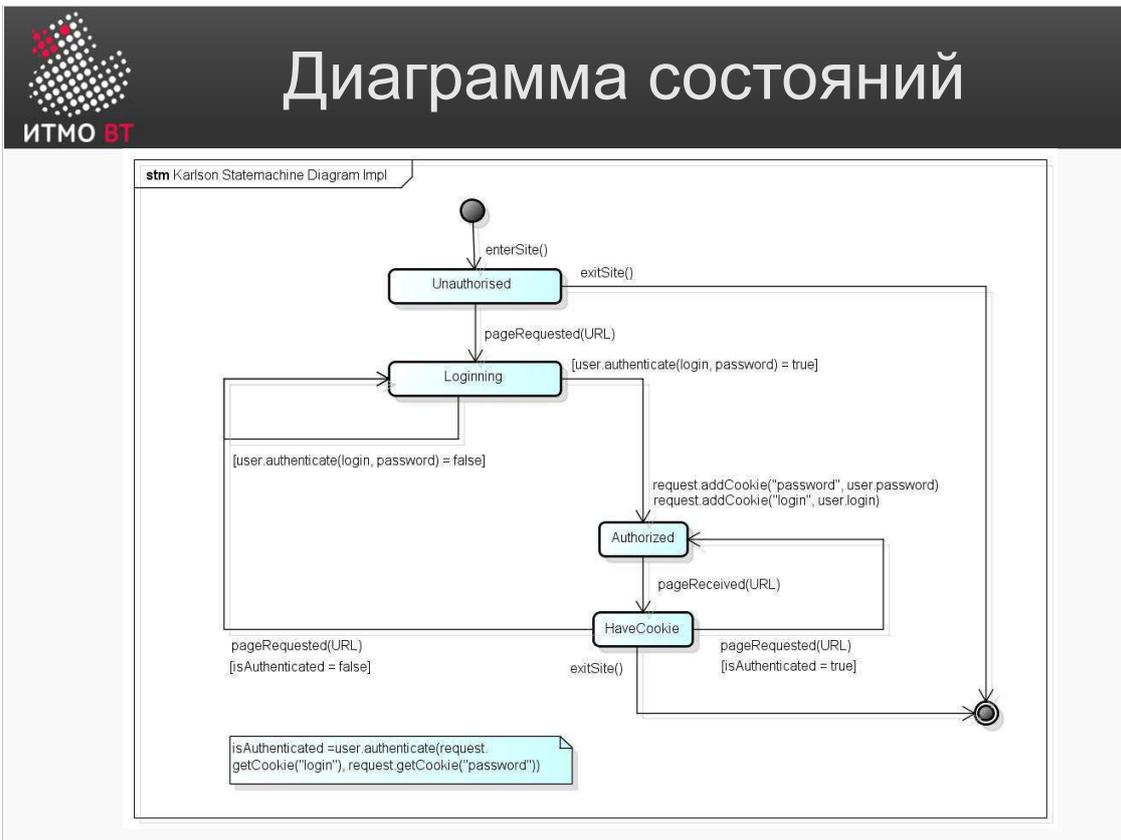 ИТМО ВТ
Диаграмма состояний
stm Karlson Statemachine Diagram Impl
enterSite()
exitSite()
Unauthorised
pageRequested(URL)
[user.authenticate(login, password) = true]
Loginning
[user.authenticate(login, password) = false]
request.addCookie("password", user.password)
request.addCookie("login", user.login)
Authorized
pageReceived(URL)
HaveCookie
pageRequested(URL)
[isAuthenticated = false]
exitSite()
pageRequested(URL)
[isAuthenticated = true]
isAuthenticated =user.authenticate(request.
getCookie("login"), request.getCookie("password"))